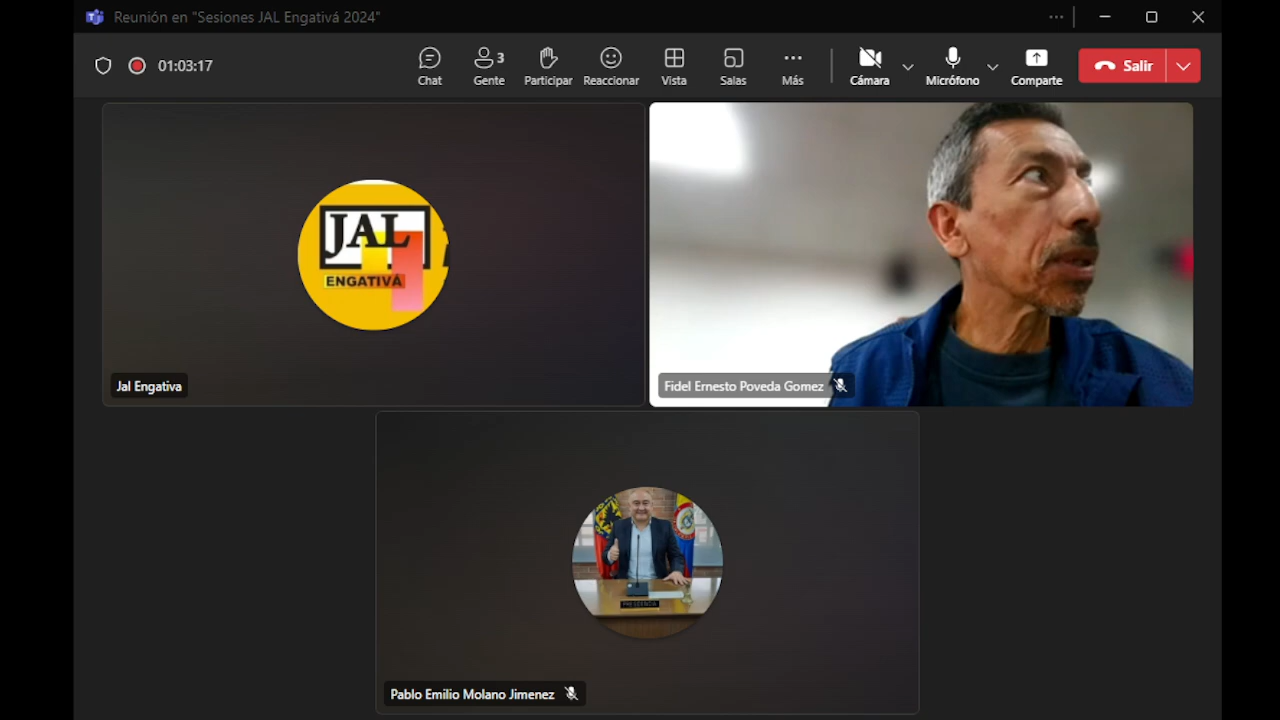 Reunión en "Sesiones JAL Engativá 2024"
01:03:17
Chat
Gente
3
Participar
Reaccionar
Vista
Salas
Más
Cámara
Micrófono
Comparte
Salir
JAL
ENGATIVÁ
Jal Engativa
Fidel Ernesto Poveda Gomez
PRESIDENCIA
Pablo Emilio Molano Jimenez